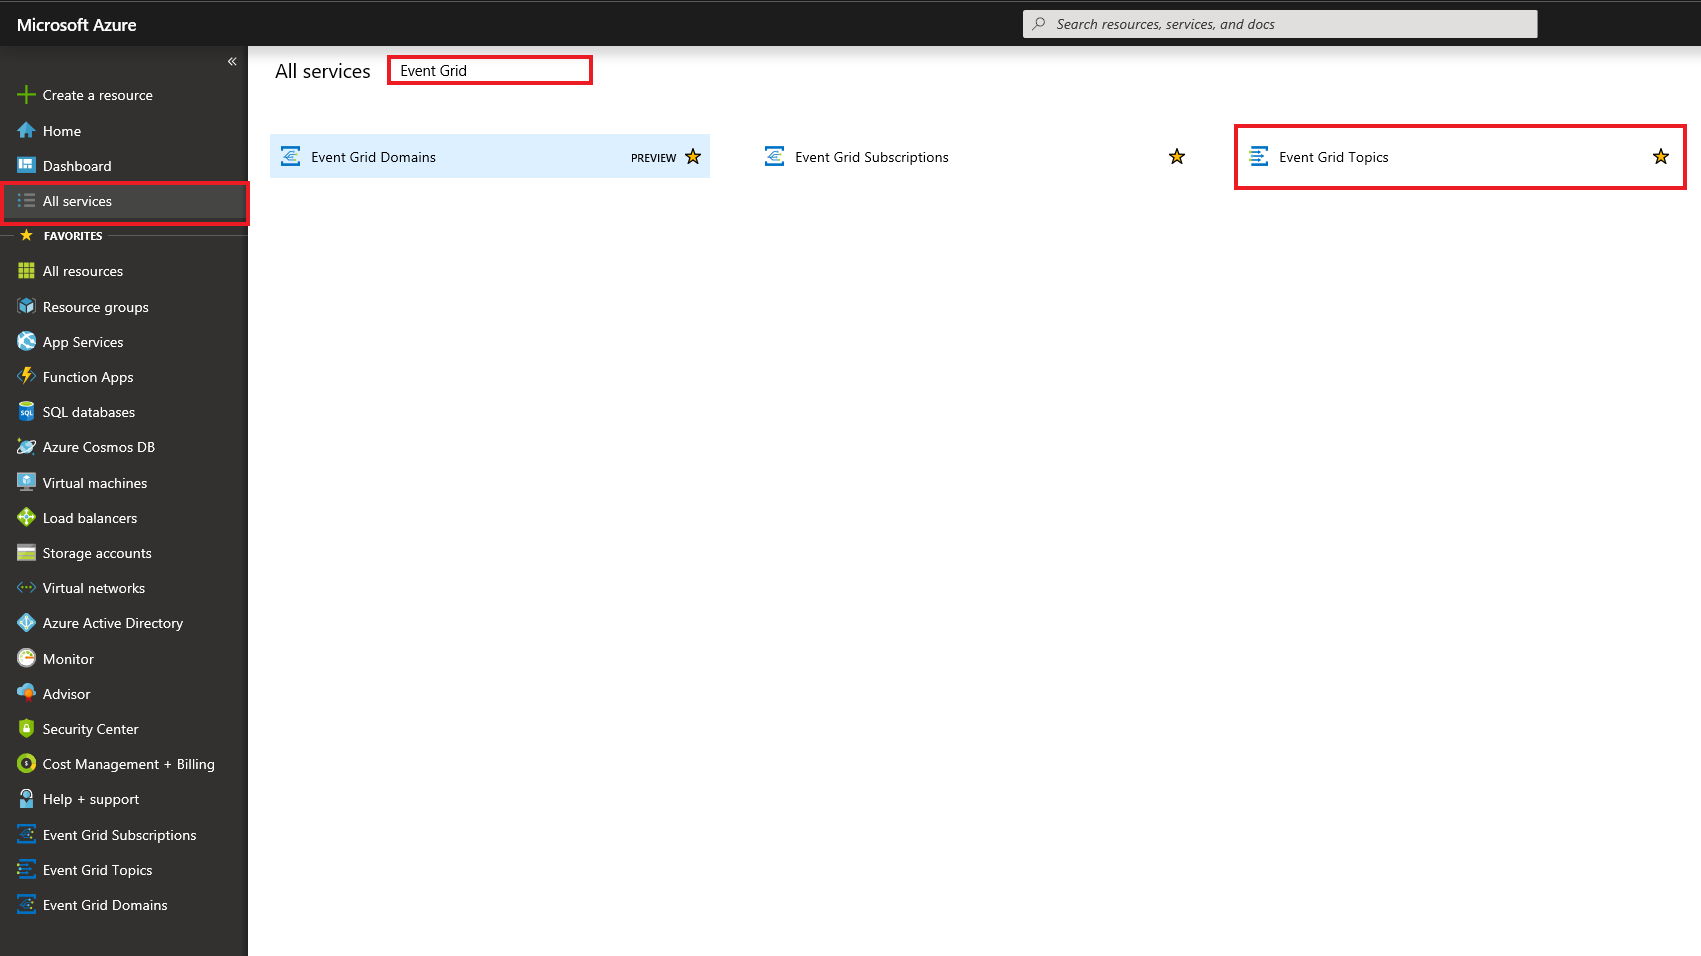 Microsoft Azure
Search resources, services, and docs
«
Create a resource
Home
Dashboard
All services
FAVORITES
All resources
Resource groups
App Services
Function Apps
SQL databases
Azure Cosmos DB
Virtual machines
Load balancers
Storage accounts
Virtual networks
Azure Active Directory
Monitor
Advisor
Security Center
Cost Management + Billing
Help + support
Event Grid Subscriptions
Event Grid Topics
Event Grid Domains
All services
Event Grid
Event Grid Domains PREVIEW
Event Grid Subscriptions
Event Grid Topics